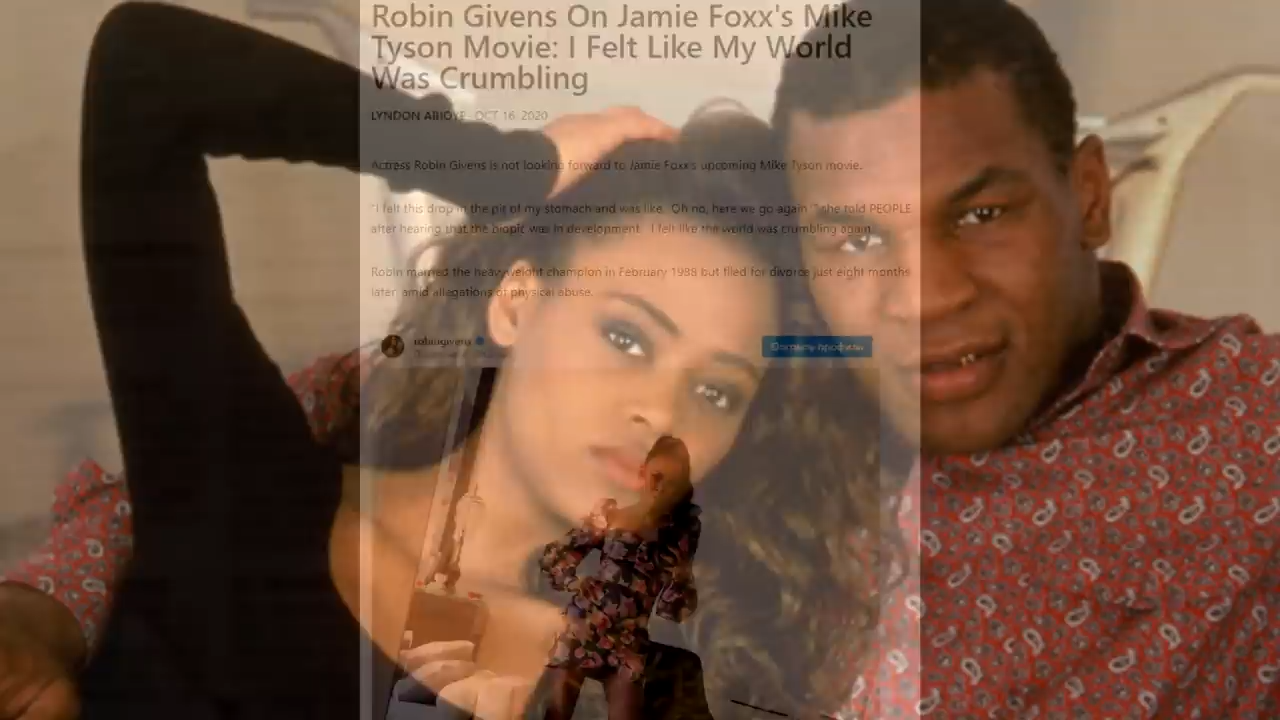 Robin Givens On Jamie Foxx's Mike
Tyson Movie: I Felt Like My World
Was Crumbling
LYNDON ABIOYE OCT 16, 2020
Actress Robin Givens is not looking forward to Jamie Foxx's upcoming Mike Tyson movie.
"I felt this drop in the pit of my stomach and was like, 'Oh no, here we go again,'" she told PEOPLE
after hearing that the biopic was in development. "I felt like the world was crumbling again."
Robin married the heavyweight champion in February 1988 but filed for divorce just eight months
later amid allegations of physical abuse.
robingivens